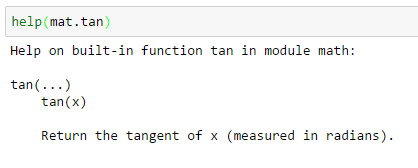 help(mat.tan)
Help on built-in function tan in module math:
tan(...)
tan(x)
Return the tangent of x (measured in radians).